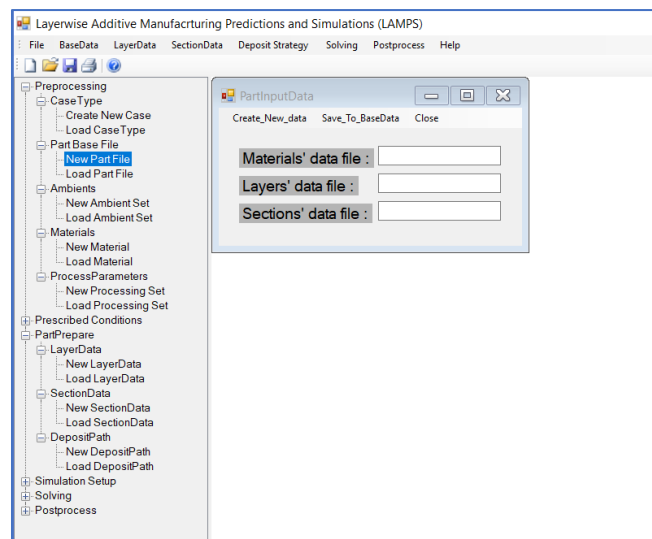 Layerwise Additive Manufacrturing Predictions and Simulations (LAMPS)
File BaseData LayerData SectionData Deposit Strategy Solving Postprocess Help
Preprocessing
CaseType
Create New Case
Load CaseType
Part Base File
New Part File
Load Part File
Ambients
New Ambient Set
Load Ambient Set
Materials
New Material
Load Material
ProcessParameters
New Processing Set
Load Processing Set
Prescribed Conditions
PartPrepare
LayerData
New LayerData
Load LayerData
SectionData
New SectionData
Load SectionData
DepositPath
New DepositPath
Load DepositPath
Simulation Setup
Solving
Postprocess
PartInputData
Create_New_data Save_To_BaseData Close
Materials' data file :
Layers' data file :
Sections' data file :